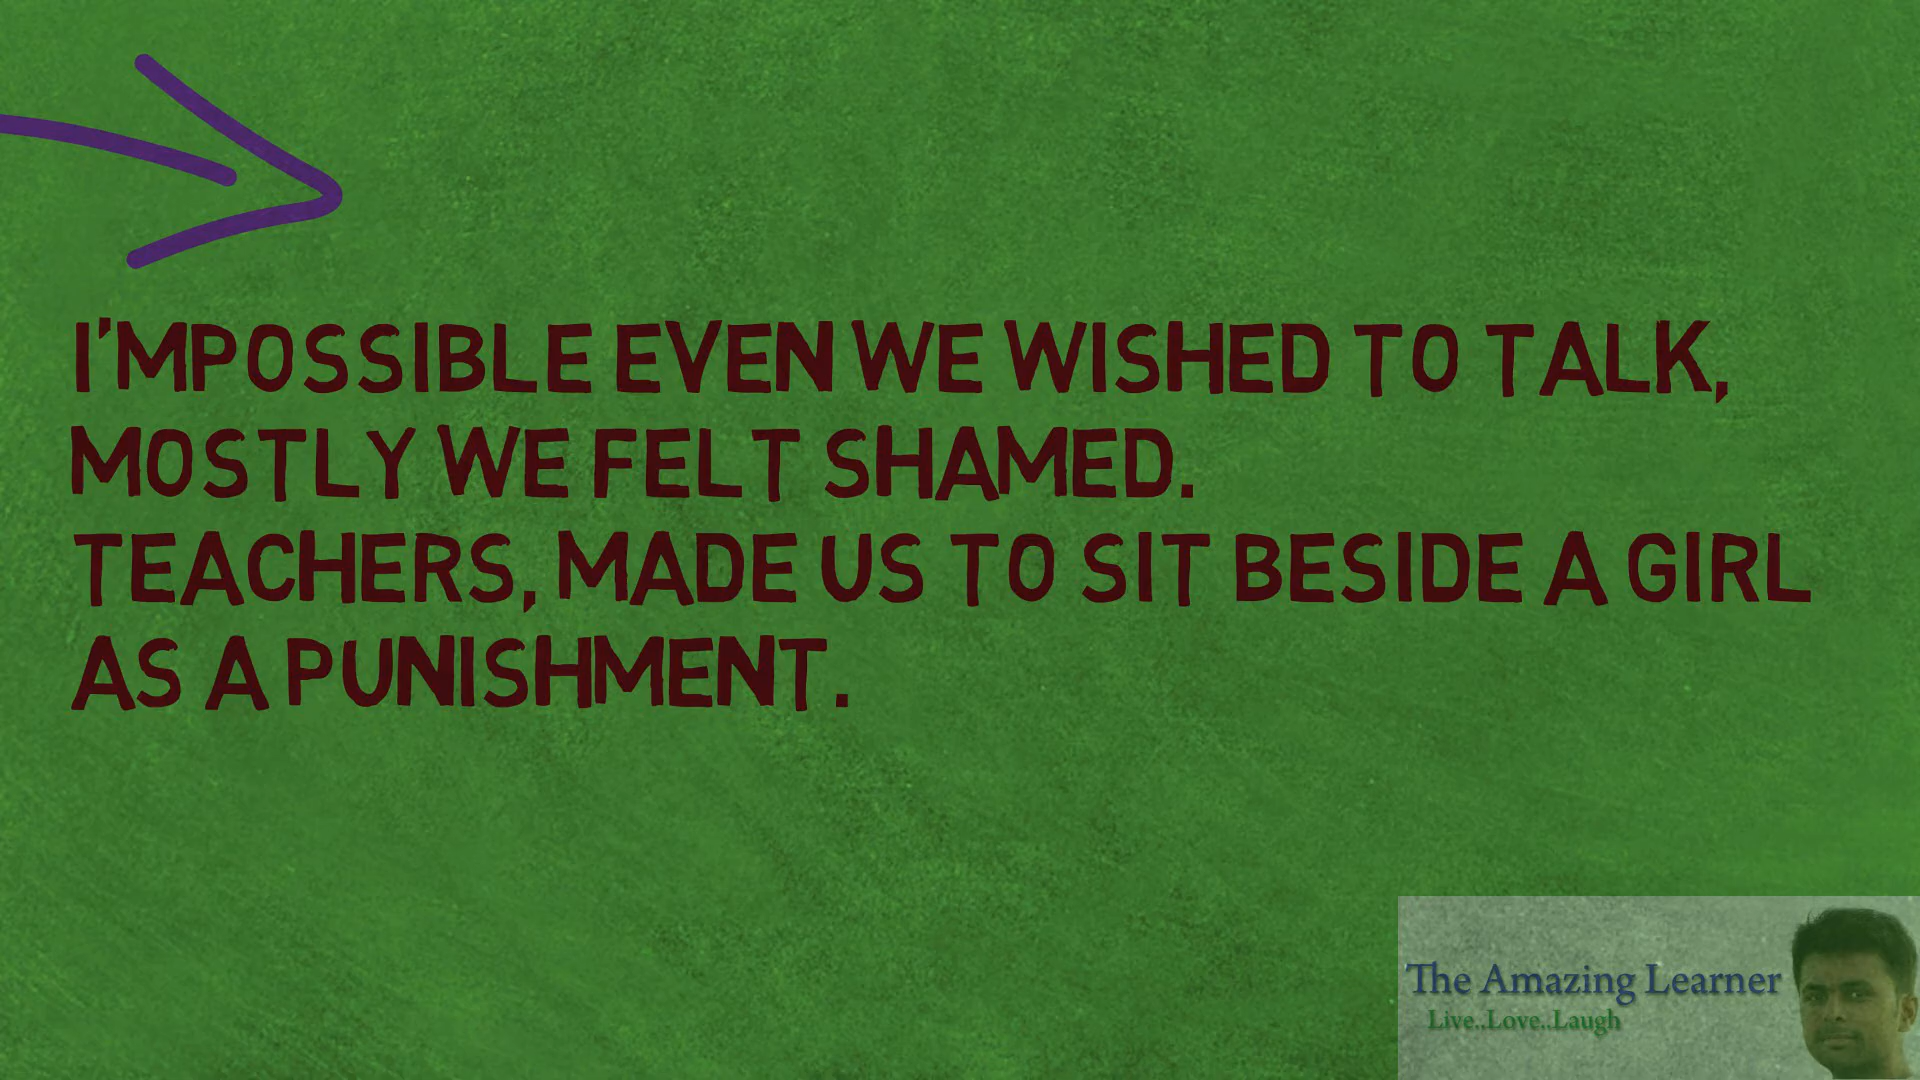 I'MPOSSIBLE EVEN WE WISHED TO TALK,
MOSTLY WE FELT SHAMED.
TEACHERS, MADE US TO SIT BESIDE A GIRL
AS A PUNISHMENT.
The Amazing Learner
Live..Love..Laugh